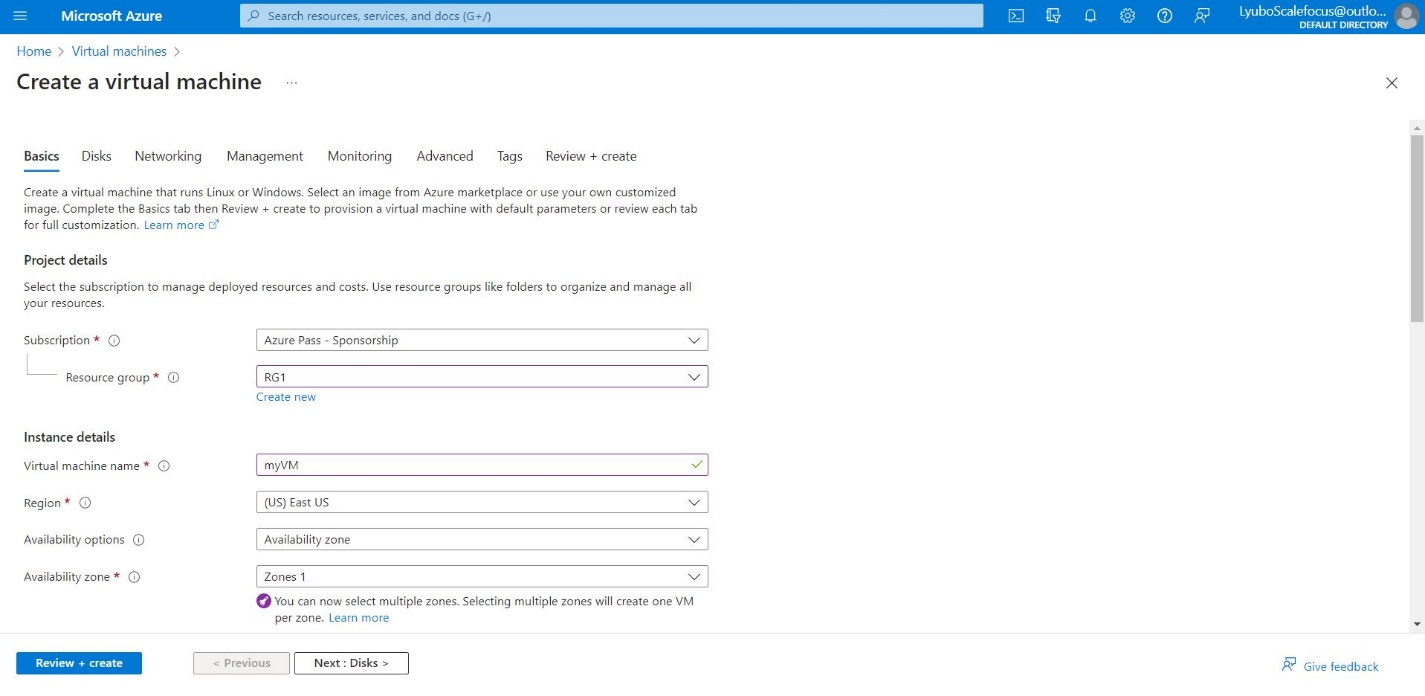 Microsoft Azure
Search resources, services, and docs (G+/)
LyuboScalefocus@outlo...
DEFAULT DIRECTORY
Home > Virtual machines >
Create a virtual machine ...
Basics Disks Networking Management Monitoring Advanced Tags Review + create
Create a virtual machine that runs Linux or Windows. Select an image from Azure marketplace or use your own customized
image. Complete the Basics tab then Review + create to provision a virtual machine with default parameters or review each tab
for full customization. Learn more
Project details
Select the subscription to manage deployed resources and costs. Use resource groups like folders to organize and manage all
your resources.
Subscription * Azure Pass - Sponsorship
Resource group * RG1
Create new
Instance details
Virtual machine name * myVM
Region * (US) East US
Availability options Availability zone
Availability zone * Zones 1
You can now select multiple zones. Selecting multiple zones will create one VM
per zone. Learn more
Review + create < Previous Next : Disks > Give feedback